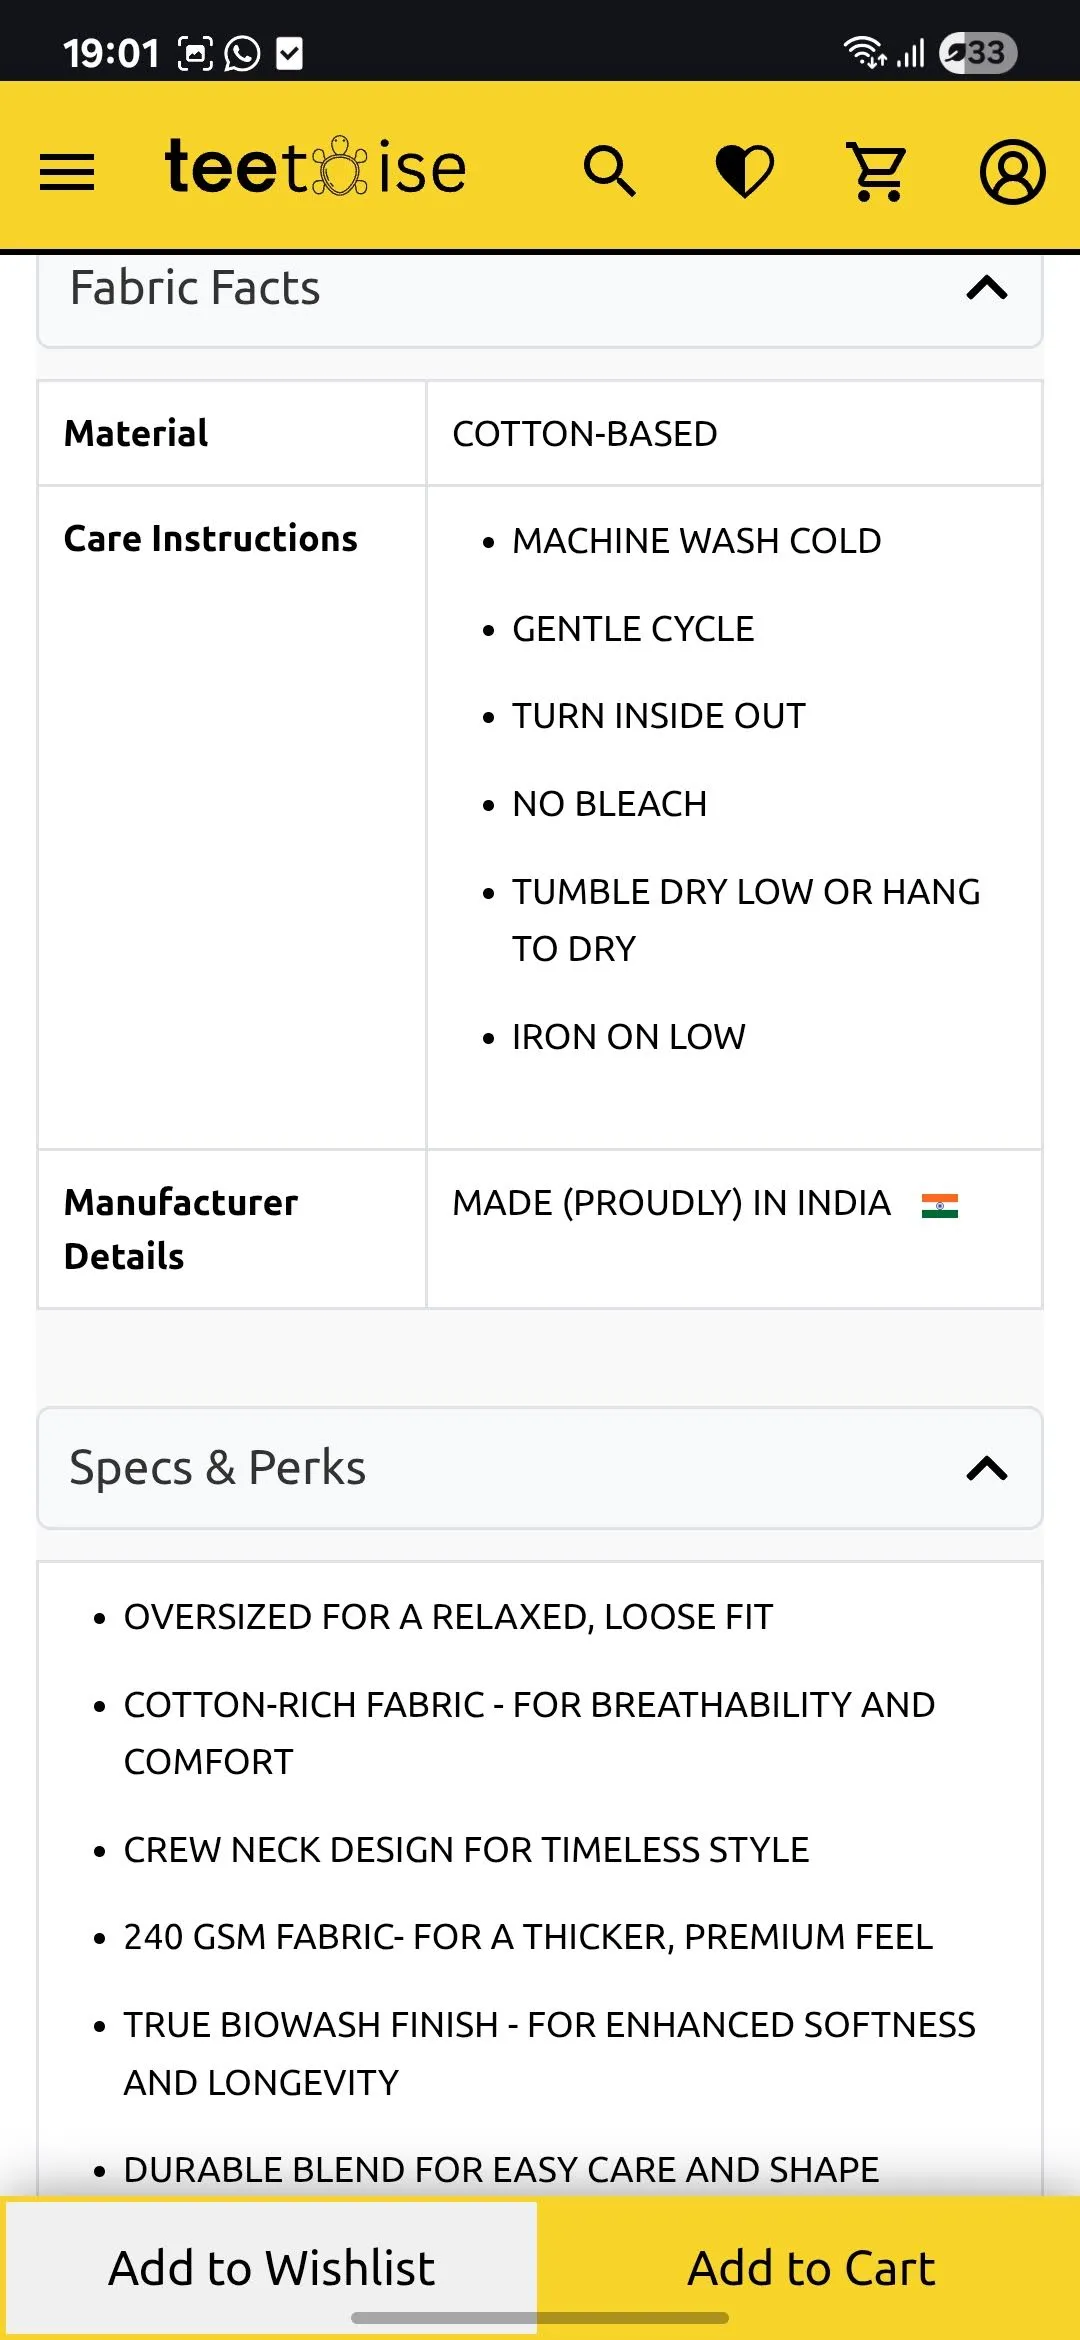 19:01
33
teetoise
Fabric Facts
Material
COTTON-BASED
Care Instructions
• MACHINE WASH COLD
• GENTLE CYCLE
• TURN INSIDE OUT
• NO BLEACH
• TUMBLE DRY LOW OR HANG
TO DRY
• IRON ON LOW
Manufacturer
Details
MADE (PROUDLY) IN INDIA
Specs & Perks
• OVERSIZED FOR A RELAXED, LOOSE FIT
• COTTON-RICH FABRIC - FOR BREATHABILITY AND
COMFORT
• CREW NECK DESIGN FOR TIMELESS STYLE
• 240 GSM FABRIC- FOR A THICKER, PREMIUM FEEL
• TRUE BIOWASH FINISH - FOR ENHANCED SOFTNESS
AND LONGEVITY
• DURABLE BLEND FOR EASY CARE AND SHAPE
Add to Wishlist
Add to Cart